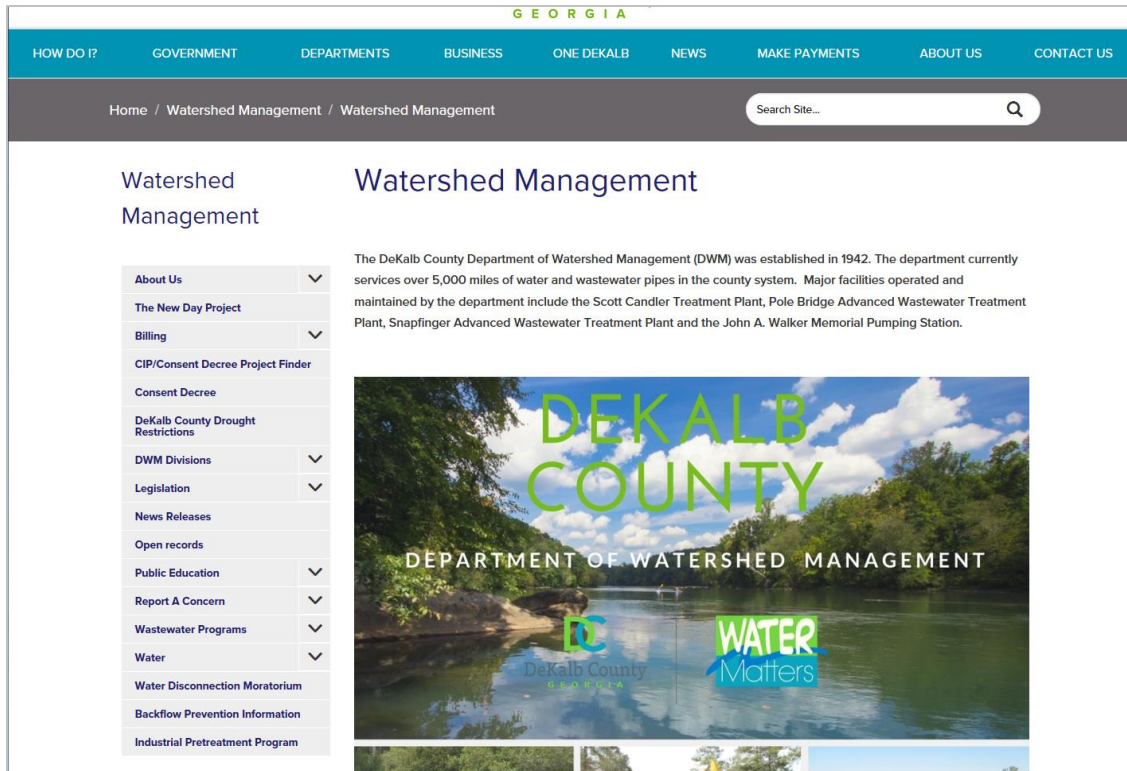 GEORGIA
HOW DO I? GOVERNMENT DEPARTMENTS BUSINESS ONE DEKALB NEWS MAKE PAYMENTS ABOUT US CONTACT US
Home / Watershed Management / Watershed Management
Search Site...
Watershed
Management
About Us
The New Day Project
Billing
CIP/Consent Decree Project Finder
Consent Decree
DeKalb County Drought
Restrictions
DWM Divisions
Legislation
News Releases
Open records
Public Education
Report A Concern
Wastewater Programs
Water
Water Disconnection Moratorium
Backflow Prevention Information
Industrial Pretreatment Program
Watershed Management
The DeKalb County Department of Watershed Management (DWM) was established in 1942. The department currently
services over 5,000 miles of water and wastewater pipes in the county system. Major facilities operated and
maintained by the department include the Scott Candler Treatment Plant, Pole Bridge Advanced Wastewater Treatment
Plant, Snapfinger Advanced Wastewater Treatment Plant and the John A. Walker Memorial Pumping Station.
DEKALB
COUNTY
DEPARTMENT OF WATERSHED MANAGEMENT
DC
DeKalb County
GEORGIA
WATER
Matters